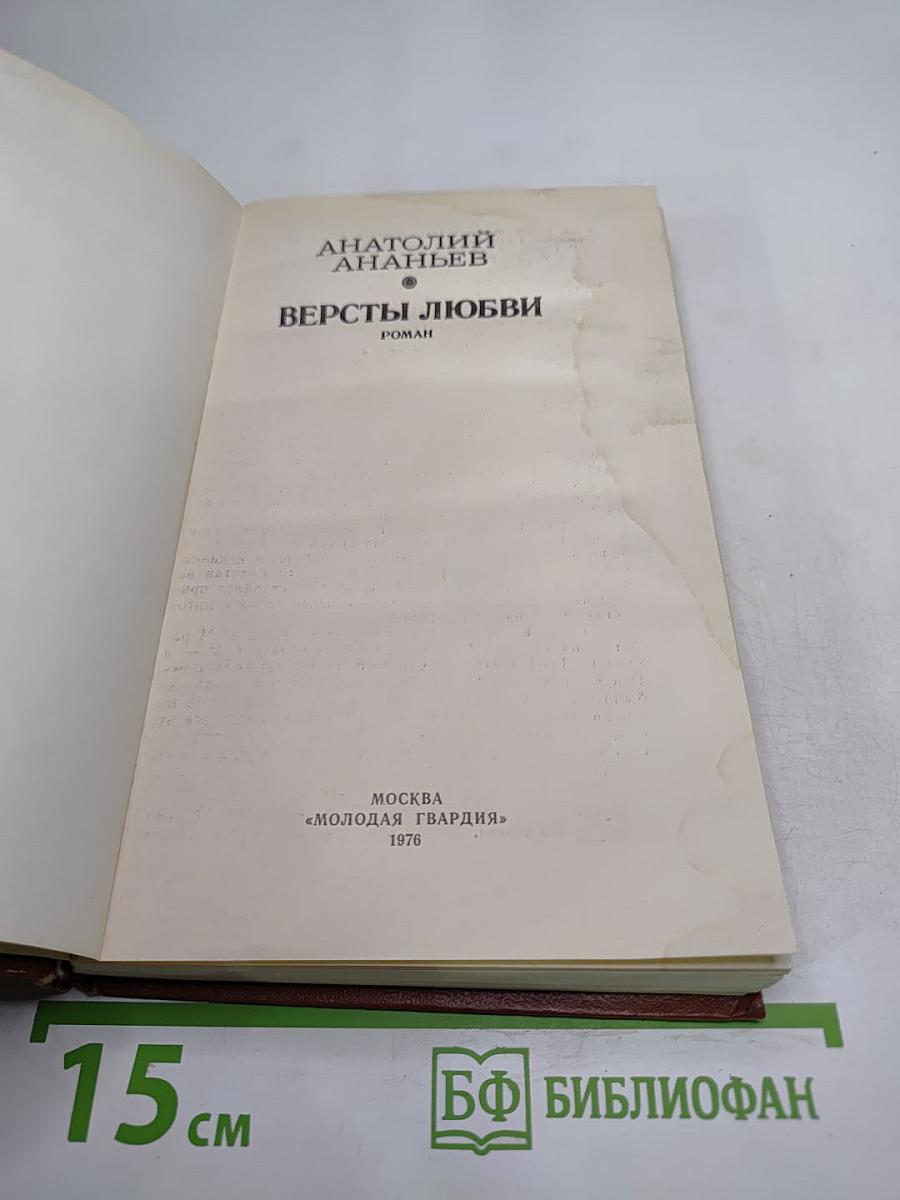 АНАТОЛИЙ
АНАНЬЕВ
ВЕРСТЫ ЛЮБВИ
РОМАН
МОСКВА
«МОЛОДАЯ ГВАРДИЯ»
1976
15 см
БФ БИБЛИОФАН